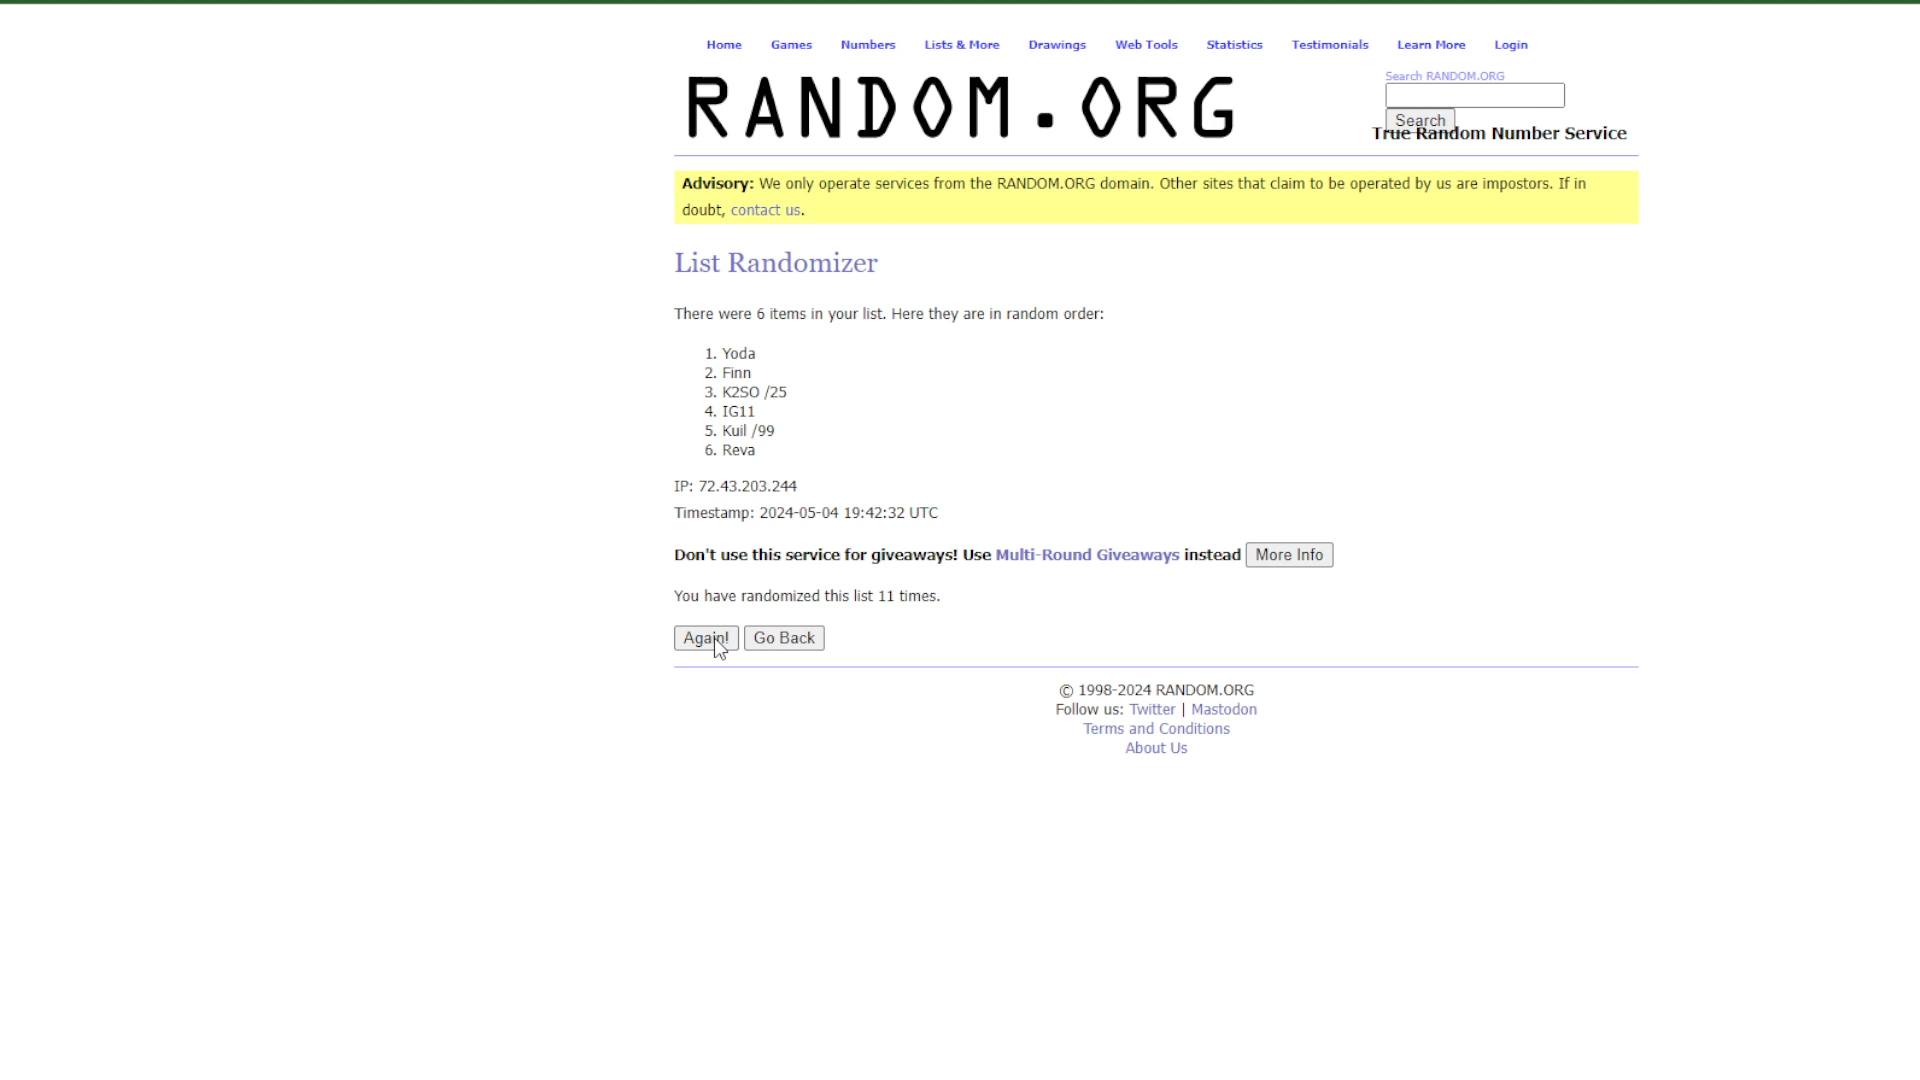 Home Games Numbers Lists & More Drawings Web Tools Statistics Testimonials Learn More Login
RANDOM.ORG
Search RANDOM.ORG
Search
True Random Number Service
Advisory: We only operate services from the RANDOM.ORG domain. Other sites that claim to be operated by us are impostors. If in
doubt, contact us.
List Randomizer
There were 6 items in your list. Here they are in random order:
1. Yoda
2. Finn
3. K2SO /25
4. IG11
5. Kuil /99
6. Reva
IP: 72.43.203.244
Timestamp: 2024-05-04 19:42:32 UTC
Don't use this service for giveaways! Use Multi-Round Giveaways instead More Info
You have randomized this list 11 times.
Again! Go Back
© 1998-2024 RANDOM.ORG
Follow us: Twitter | Mastodon
Terms and Conditions
About Us